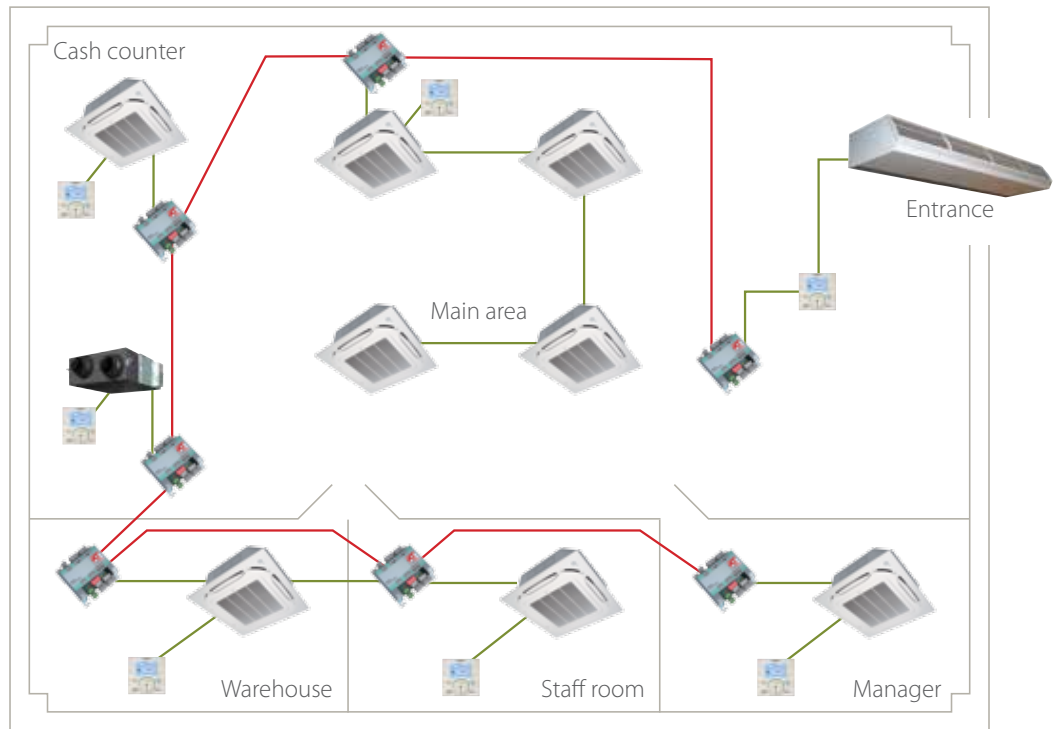 Cash counter
Entrance
Main area
Warehouse
Staff room
Manager